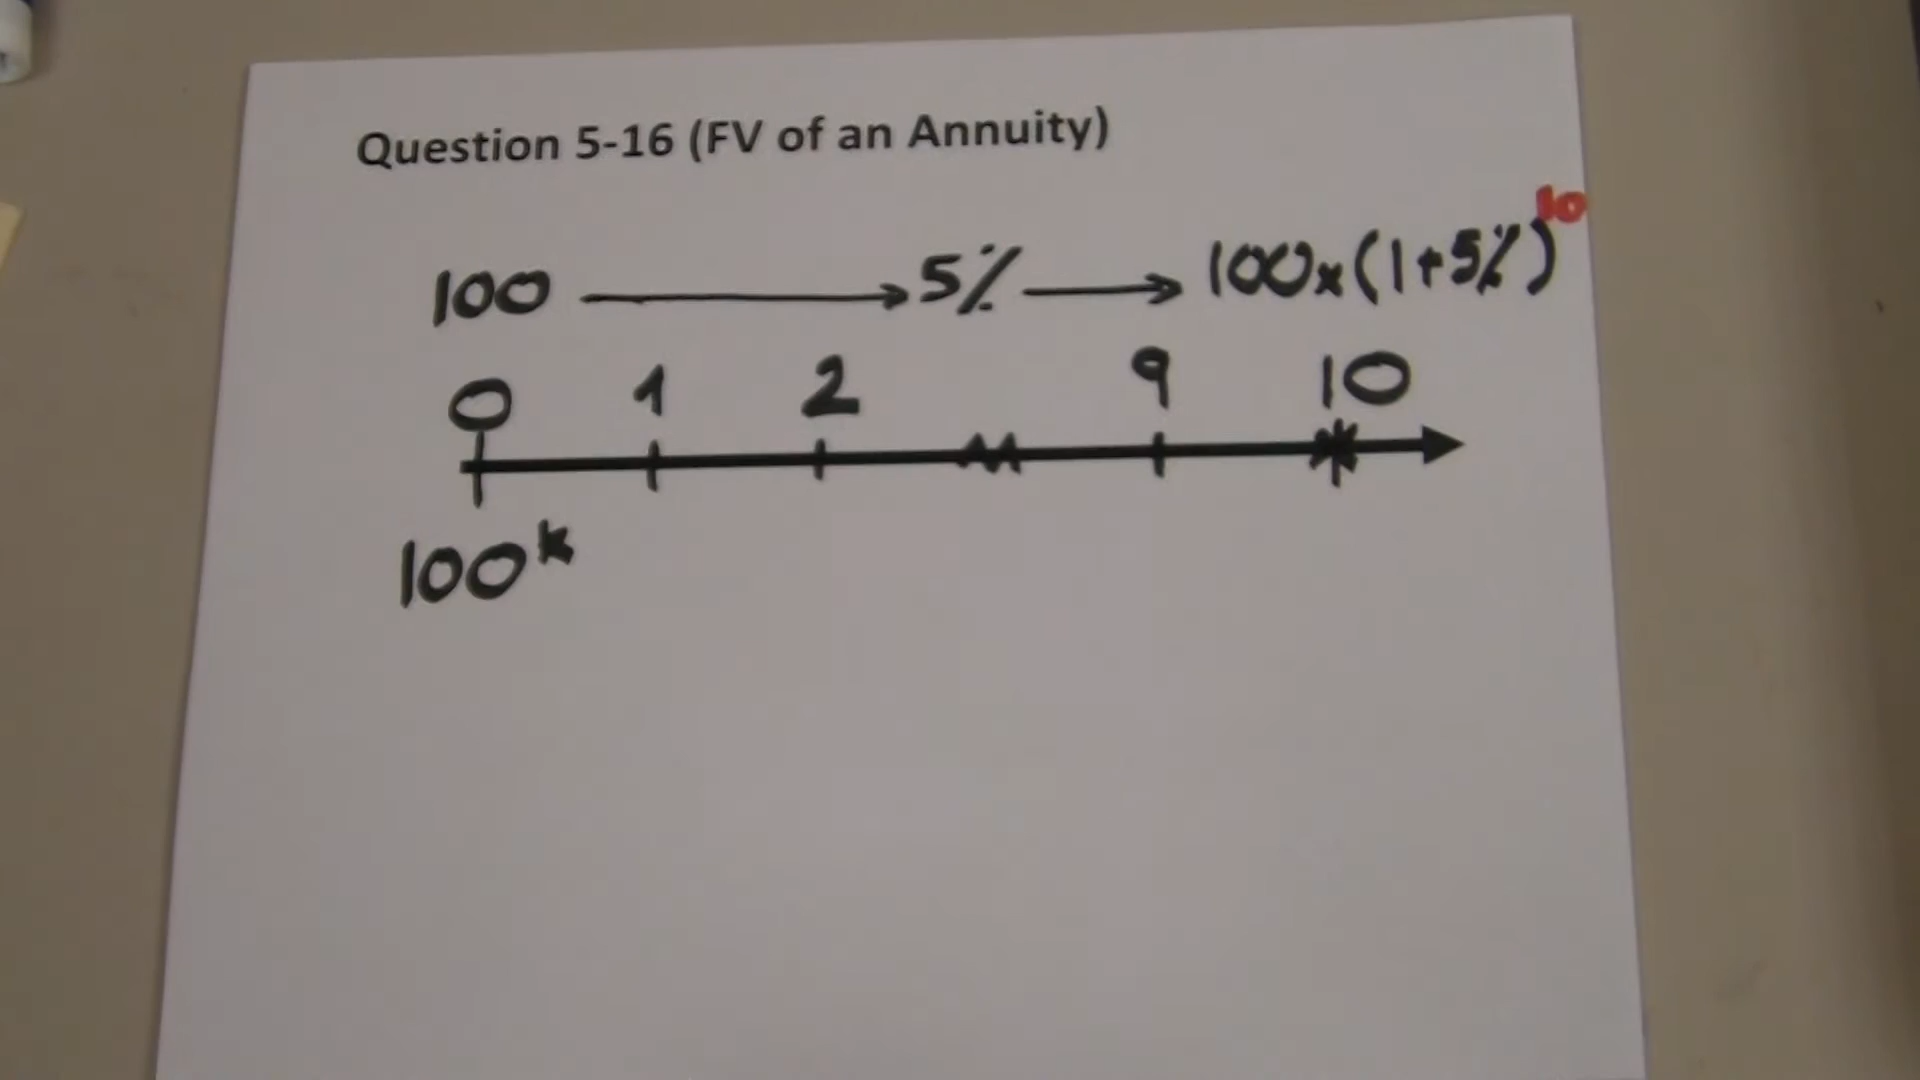 Question 5-16 (FV of an Annuity)
100 → 5% → 100x(1+5%)¹⁰
0 1 2 9 10
100ᵏ